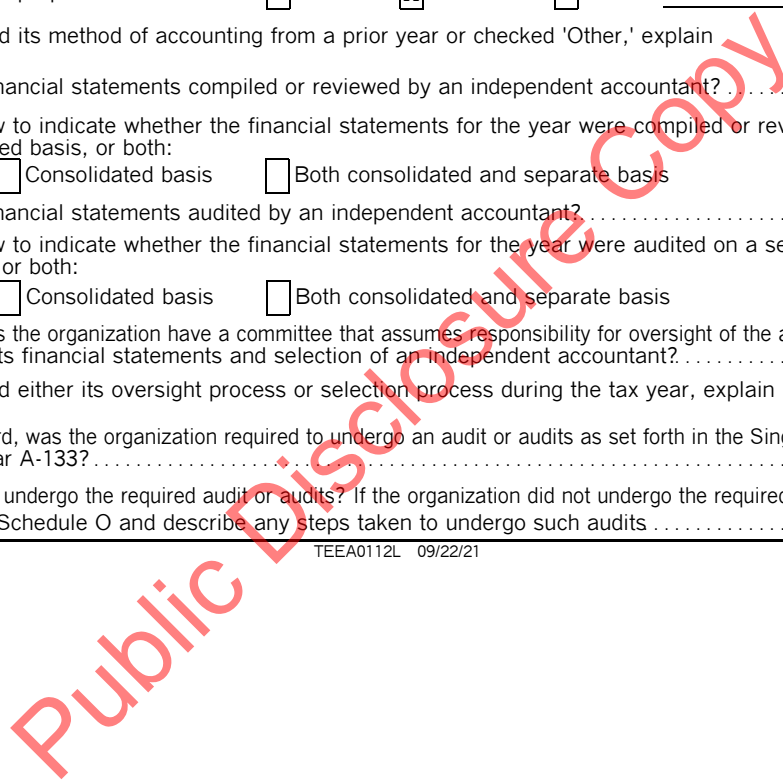 d its method of accounting from a prior year or checked 'Other,' explain
nancial statements compiled or reviewed by an independent accountant? . . . . .
to indicate whether the financial statements for the year were compiled or rev
ed basis, or both:
Consolidated basis Both consolidated and separate basis
nancial statements audited by an independent accountant?. . . . . . . . . . . . . . . . . . .
to indicate whether the financial statements for the year were audited on a se
or both:
Consolidated basis Both consolidated and separate basis
s the organization have a committee that assumes responsibility for oversight of the a
ts financial statements and selection of an independent accountant?. . . . . . . . . . .
d either its oversight process or selection process during the tax year, explain
rd, was the organization required to undergo an audit or audits as set forth in the Sing
ar A-133? . . . . . . . . . . . . . . . . . . . . . . . . . . . . . . . . . . . . . . . . . . . . . . . . . . . . . . . . . . .
undergo the required audit or audits? If the organization did not undergo the required
Schedule O and describe any steps taken to undergo such audits . . . . . . . . . . . . .
TEEA0112L 09/22/21
Public Disclosure Copy